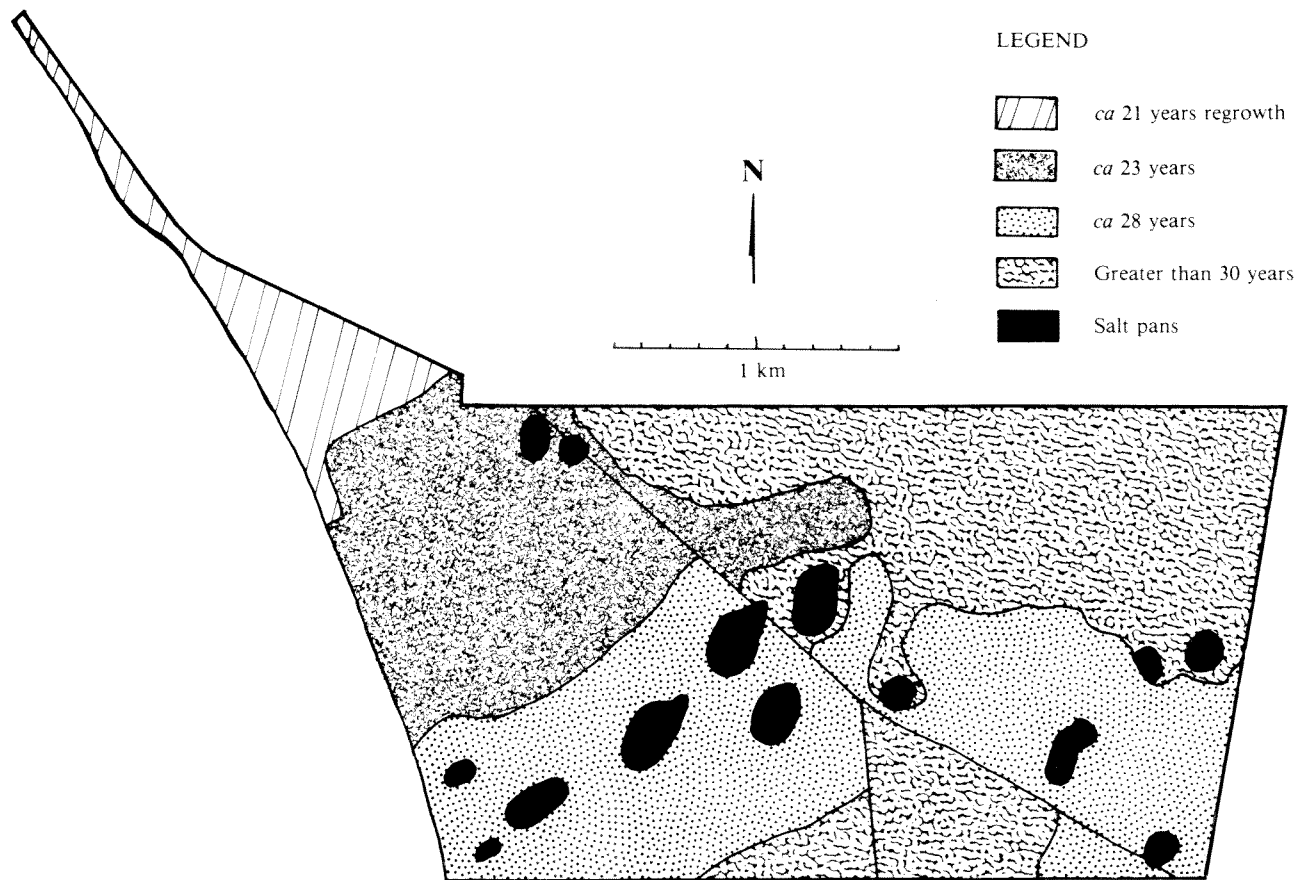 LEGEND
ca 21 years regrowth
ca 23 years
ca 28 years
Greater than 30 years
Salt pans
N
1 km